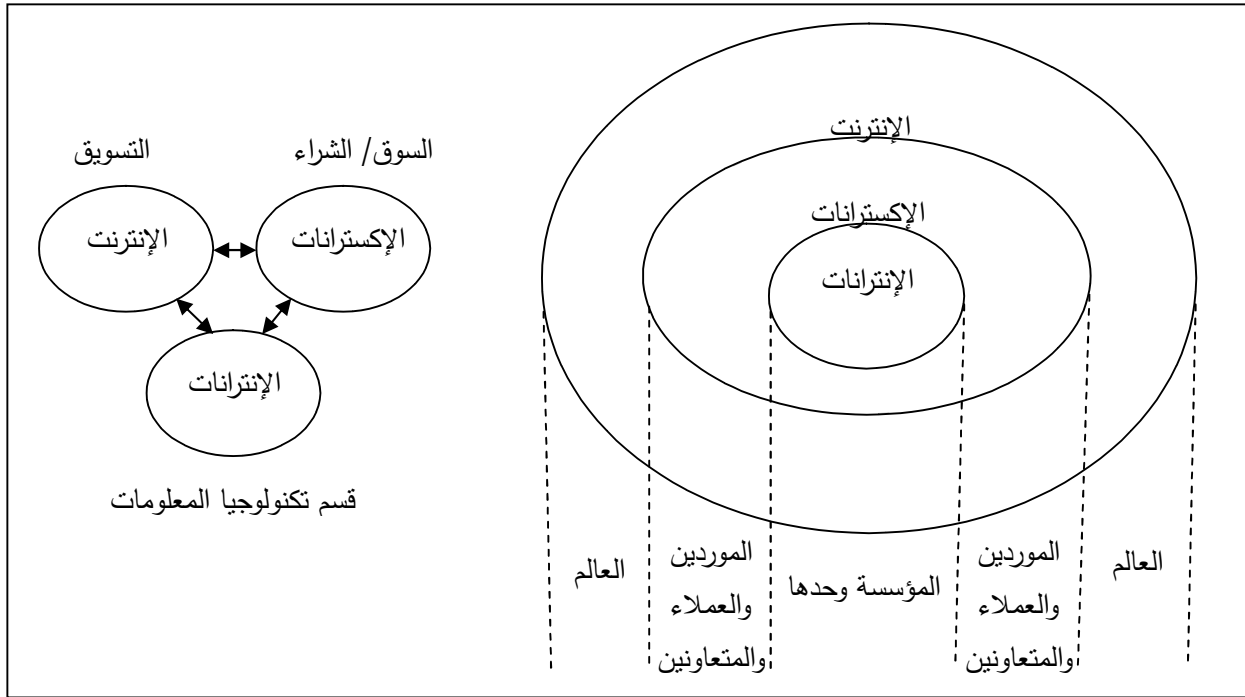 الإنترنت
الإكسترانات
الإنترانات
العالم
الموردين
والعملاء
والمتعاونين
المؤسسة وحدها
الموردين
والعملاء
والمتعاونين
العالم
السوق/ الشراء
التسويق
الإكسترانات
الإنترنت
الإنترانات
قسم تكنولوجيا المعلومات